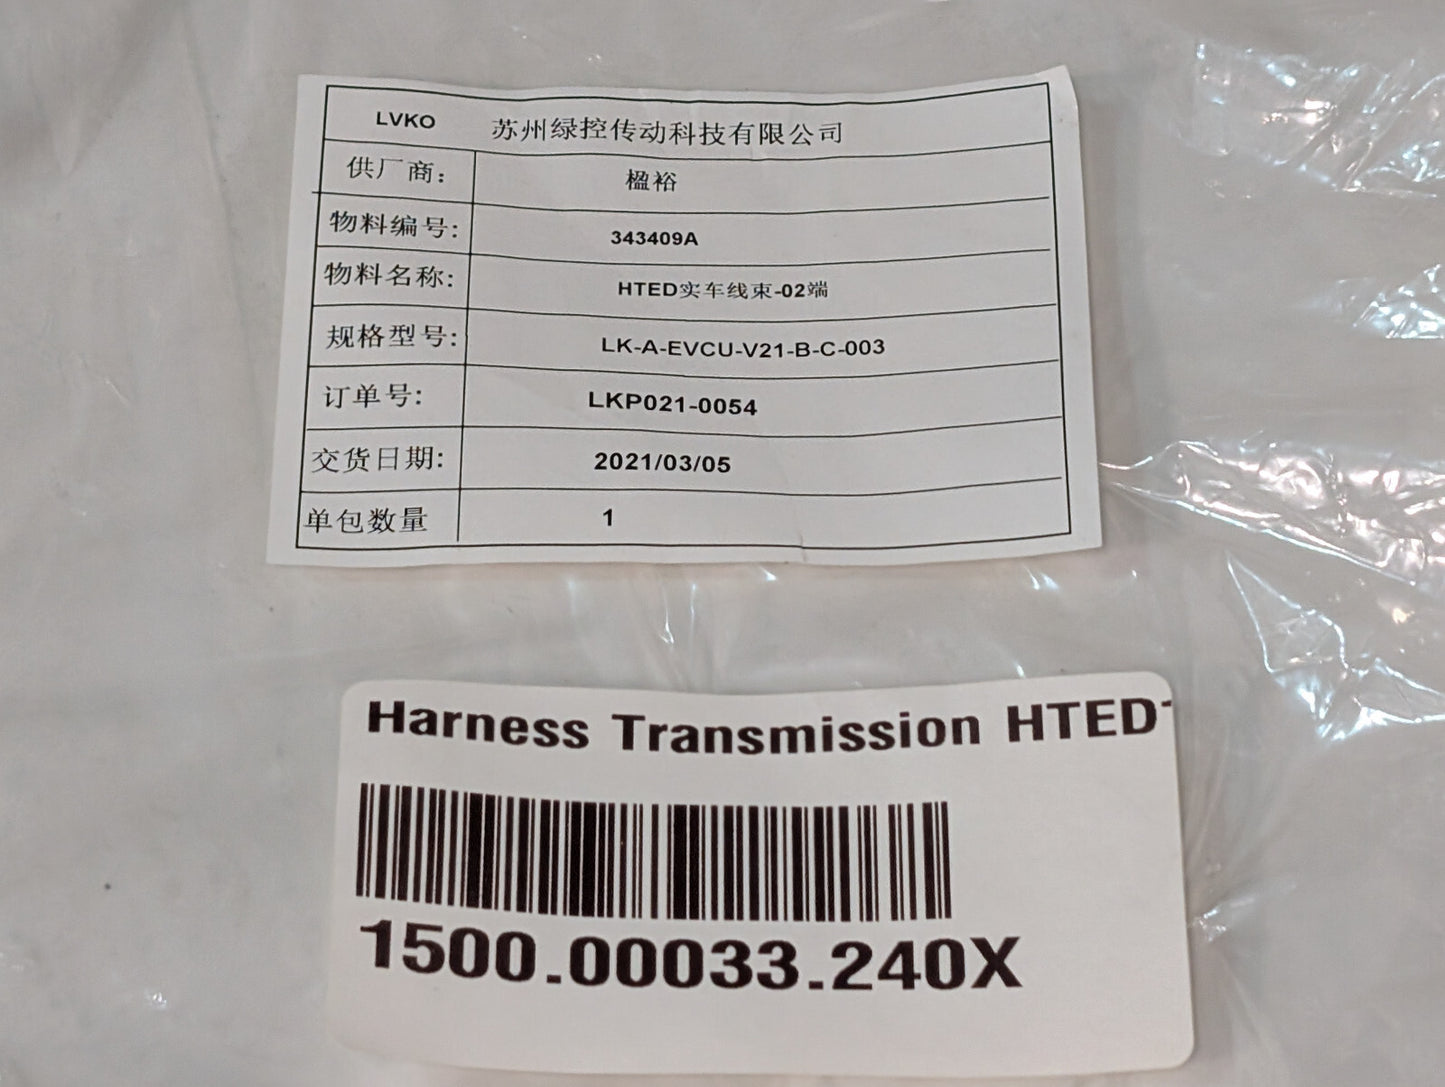 LVKO 苏州绿控传动科技有限公司
供厂商： 楹裕
物料编号： 343409A
物料名称： HTED实车线束-02端
规格型号： LK-A-EVCU-V21-B-C-003
订单号： LKP021-0054
交货日期： 2021/03/05
单包数量 1
Harness Transmission HTED
1500.00033.240X